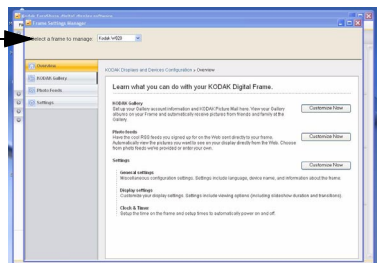 Frame Settings Manager
Select a frame to manage: Kodak W820
Overview
KODAK Gallery
Photo Feeds
Settings
KODAK Displays and Devices Configuration > Overview
Learn what you can do with your KODAK Digital Frame.
KODAK Gallery
Set up your Gallery account information and KODAK Picture Mail here. View your Gallery
albums on your Frame and automatically receive pictures from friends and family at the
Gallery.
Customize Now
Photo Feeds
Have the cool RSS feeds you signed up for on the Web sent directly to your frame.
Automatically view the pictures you want to see on your display directly from the Web. Choose
from photo feeds we've provided or enter your own.
Customize Now
Settings
Customize Now
General settings
Miscellaneous configuration settings. Settings include language, device name, and information about the frame.
Display settings
Customize your display settings. Settings include viewing options (including slideshow duration and transitions).
Clock & Timer
Setup the time on the frame and setup times to automatically power on and off.